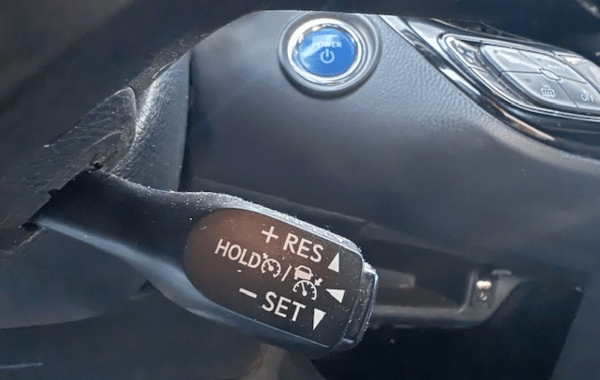 POWER
+ RES
HOLD /
− SET